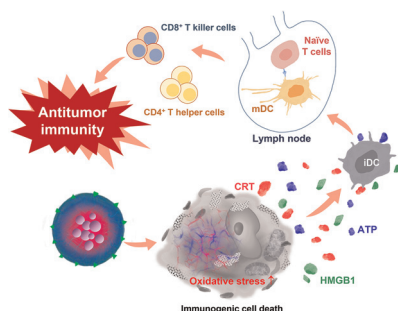 CD8⁺ T killer cells
Naïve
T cells
Antitumor
immunity
mDC
CD4⁺ T helper cells
Lymph node
iDC
CRT
ATP
Oxidative stress ↑
HMGB1
Immunogenic cell death